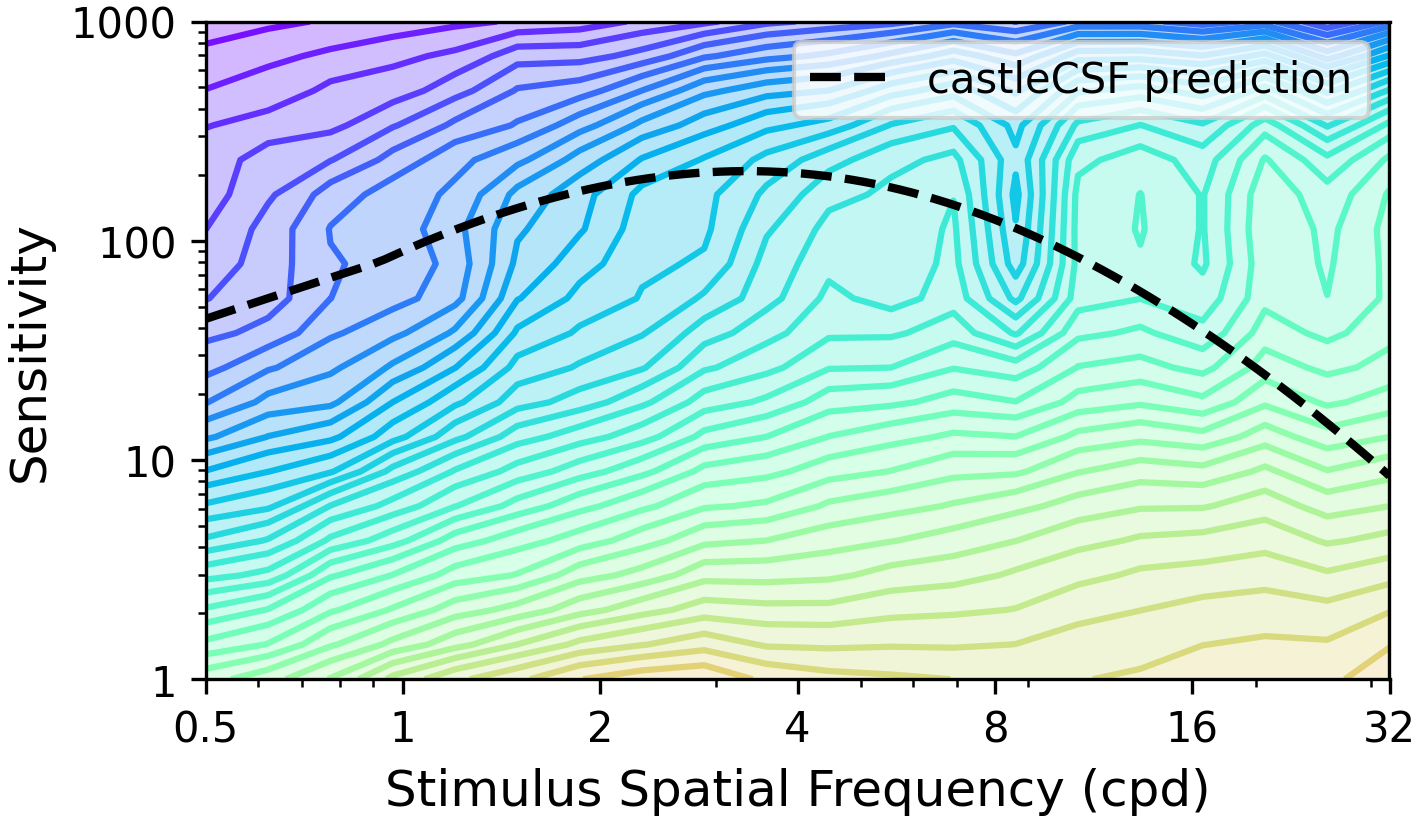 1000
100
10
1
Sensitivity
castleCSF prediction
0.5 1 2 4 8 16 32
Stimulus Spatial Frequency (cpd)